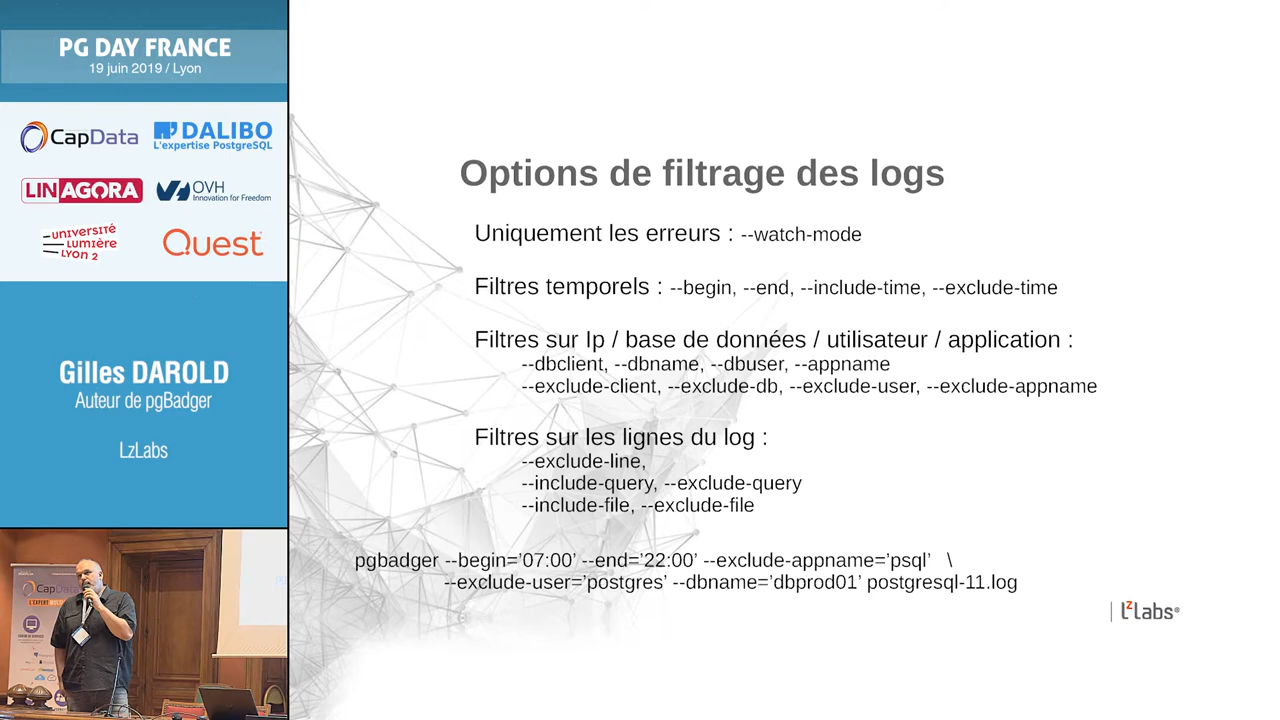 PG DAY FRANCE
19 juin 2019 / Lyon
CapData
DALIBO
L'expertise PostgreSQL
LINAGORA
OVH
Innovation for Freedom
UNIVERSITÉ
LUMIÈRE
LYON 2
Quest
Gilles DAROLD
Auteur de pgBadger
LzLabs
CapData
Options de filtrage des logs
Uniquement les erreurs : --watch-mode
Filtres temporels : --begin, --end, --include-time, --exclude-time
Filtres sur Ip / base de données / utilisateur / application :
--dbclient, --dbname, --dbuser, --appname
--exclude-client, --exclude-db, --exclude-user, --exclude-appname
Filtres sur les lignes du log :
--exclude-line,
--include-query, --exclude-query
--include-file, --exclude-file
pgbadger --begin=’07:00’ --end=’22:00’ --exclude-appname=’psql’ \
--exclude-user=’postgres’ --dbname=’dbprod01’ postgresql-11.log
LzLabs®